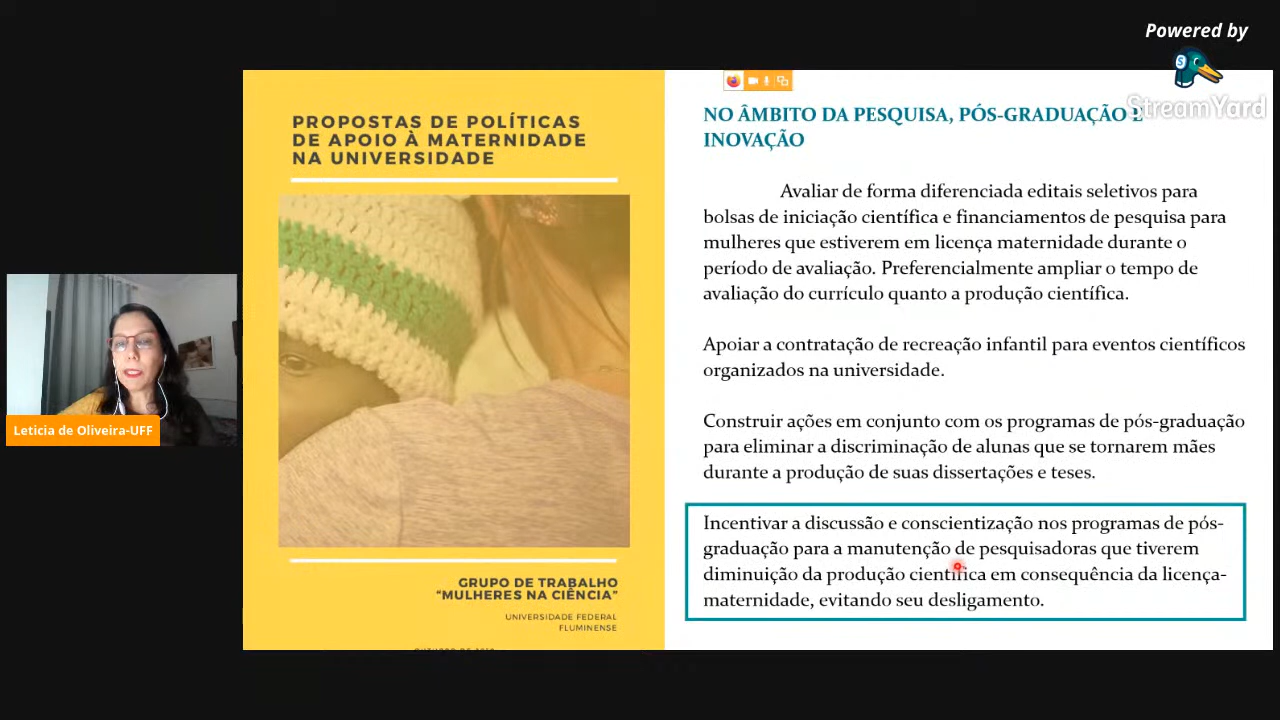 Powered by
StreamYard
PROPOSTAS DE POLÍTICAS
DE APOIO À MATERNIDADE
NA UNIVERSIDADE
GRUPO DE TRABALHO
“MULHERES NA CIÊNCIA”
UNIVERSIDADE FEDERAL
FLUMINENSE
NO ÂMBITO DA PESQUISA, PÓS-GRADUAÇÃO E
INOVAÇÃO
Avaliar de forma diferenciada editais seletivos para
bolsas de iniciação científica e financiamentos de pesquisa para
mulheres que estiverem em licença maternidade durante o
período de avaliação. Preferencialmente ampliar o tempo de
avaliação do currículo quanto a produção científica.
Apoiar a contratação de recreação infantil para eventos científicos
organizados na universidade.
Construir ações em conjunto com os programas de pós-graduação
para eliminar a discriminação de alunas que se tornarem mães
durante a produção de suas dissertações e teses.
Incentivar a discussão e conscientização nos programas de pós-
graduação para a manutenção de pesquisadoras que tiverem
diminuição da produção científica em consequência da licença-
maternidade, evitando seu desligamento.
Leticia de Oliveira-UFF